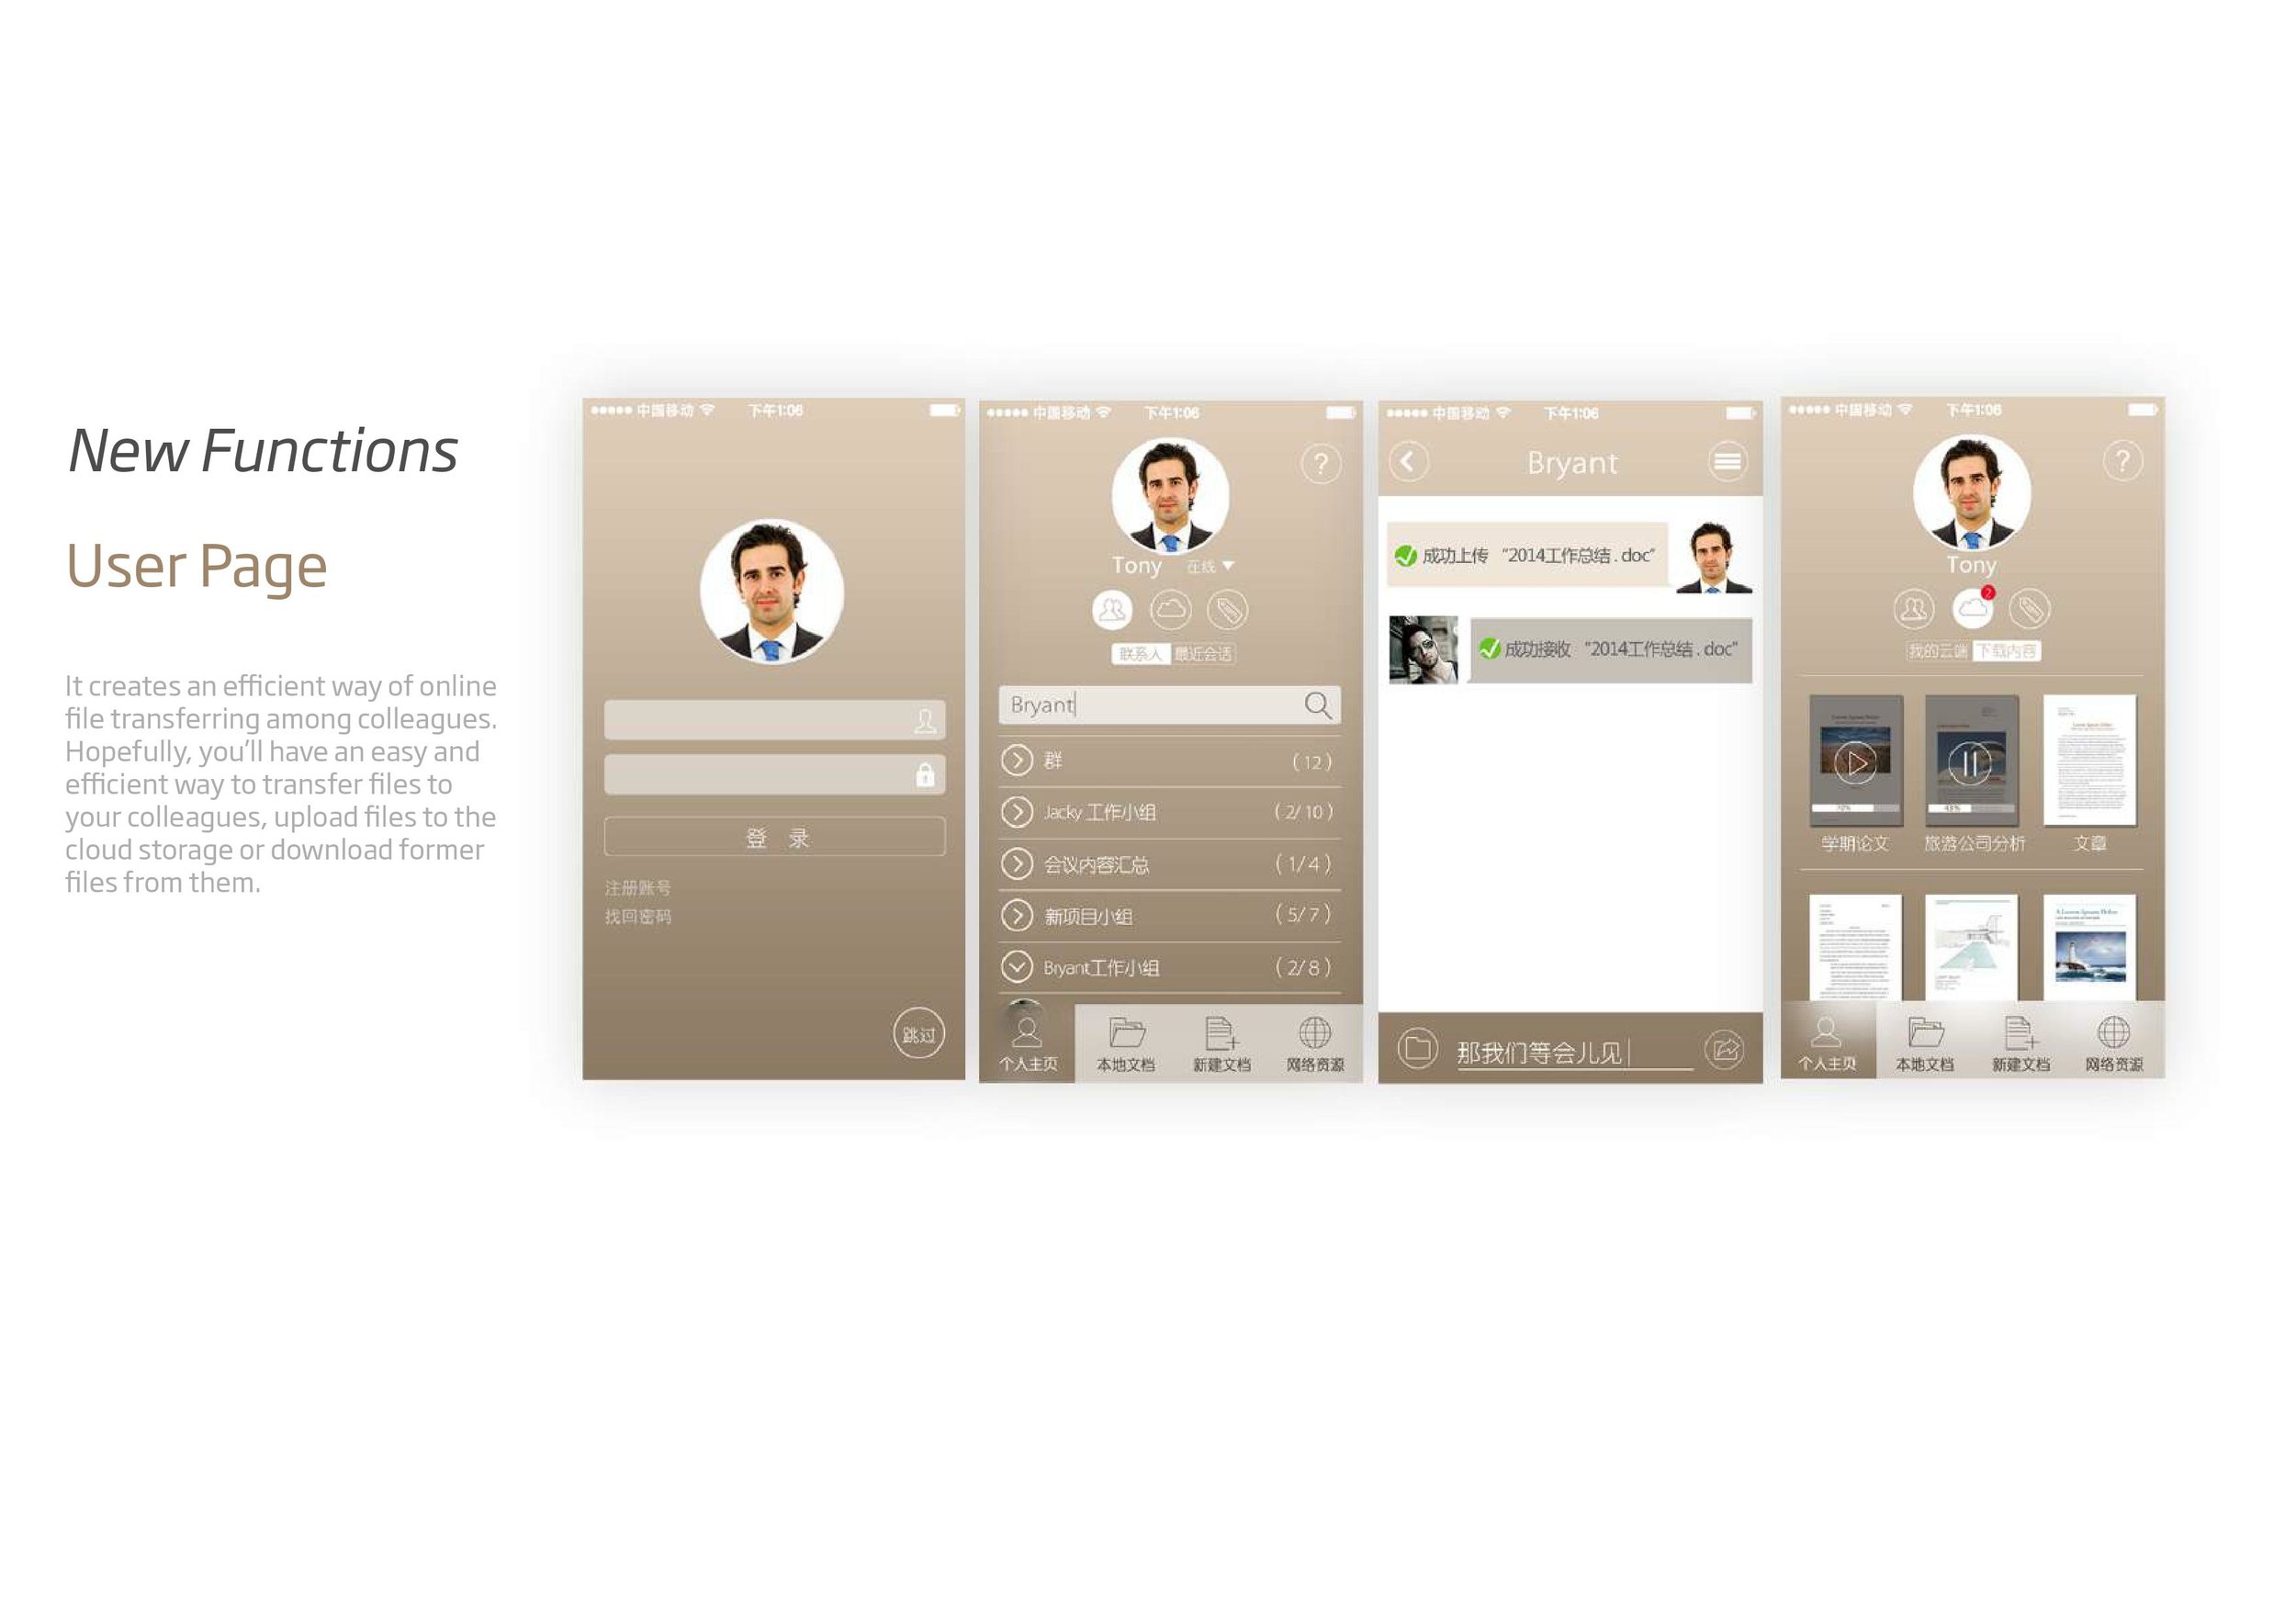 New Functions
User Page
It creates an efficient way of online
file transferring among colleagues.
Hopefully, you'll have an easy and
efficient way to transfer files to
your colleagues, upload files to the
cloud storage or download former
files from them.
中国移动 下午1:06
登 录
注册账号
找回密码
跳过
中国移动 下午1:06
?
Tony 在线
联系人 最近会话
Bryant
群 (12)
Jacky 工作小组 (2/10)
会议内容汇总 (1/4)
新项目小组 (5/7)
Bryant工作小组 (2/8)
个人主页 本地文档 新建文档 网络资源
中国移动 下午1:06
Bryant
成功上传 “2014工作总结.doc”
成功接收 “2014工作总结.doc”
那我们等会儿见
中国移动 下午1:06
?
Tony
2
我的云端 下载内容
70% 43%
学期论文 旅游公司分析 文章
个人主页 本地文档 新建文档 网络资源